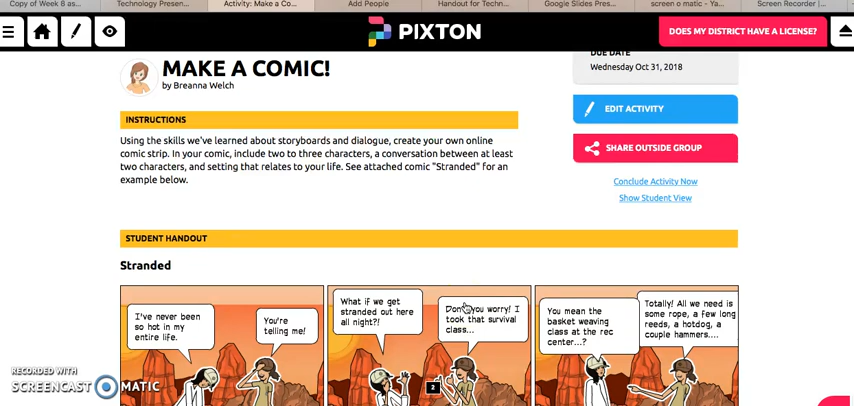 Copy of Week 8 as...
Technology Presen...
Activity: Make a Co...
Add People
Handout for Techn...
Google Slides Pres...
screen o matic - Ya...
Screen Recorder |...
PIXTON
DOES MY DISTRICT HAVE A LICENSE?
MAKE A COMIC!
by Breanna Welch
DUE DATE
Wednesday Oct 31, 2018
EDIT ACTIVITY
SHARE OUTSIDE GROUP
Conclude Activity Now
Show Student View
INSTRUCTIONS
Using the skills we've learned about storyboards and dialogue, create your own online
comic strip. In your comic, include two to three characters, a conversation between at least
two characters, and setting that relates to your life. See attached comic "Stranded" for an
example below.
STUDENT HANDOUT
Stranded
I've never been
so hot in my
entire life.
You're
telling me!
What if we get
stranded out here
all night?!
Don't you worry! I
took that survival
class...
You mean the
basket weaving
class at the rec
center...?
Totally! All we need is
some rope, a few long
reeds, a hotdog, a
couple hammers....
2
RECORDED WITH
SCREENCAST MATIC